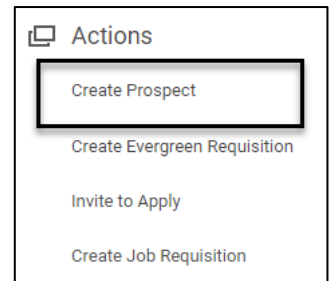 Actions
Create Prospect
Create Evergreen Requisition
Invite to Apply
Create Job Requisition